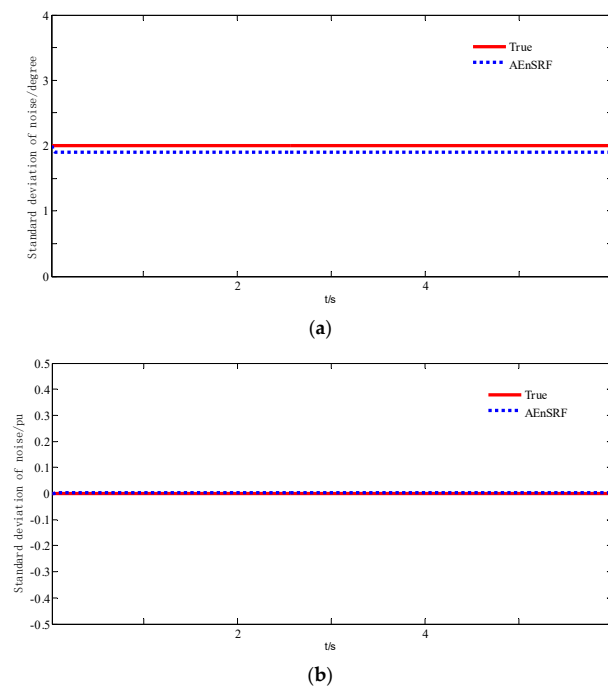 4
True
AEnSRF
3
Standard deviation of noise/degree
2
1
0
2
4
t/s
(a)
0.5
True
0.4
AEnSRF
0.3
0.2
0.1
Standard deviation of noise/pu
0
-0.1
-0.2
-0.3
-0.4
-0.5
2
4
t/s
(b)